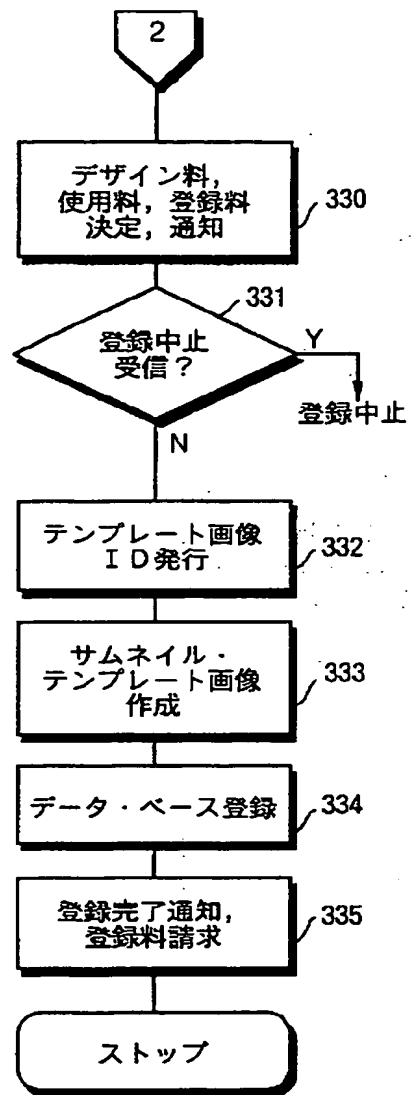 2
デザイン料,
使用料, 登録料
決定, 通知
330
331
登録中止
受信?
Y
登録中止
N
テンプレート画像
ID発行
332
サムネイル・
テンプレート画像
作成
333
データ・ベース登録
334
登録完了通知,
登録料請求
335
ストップ